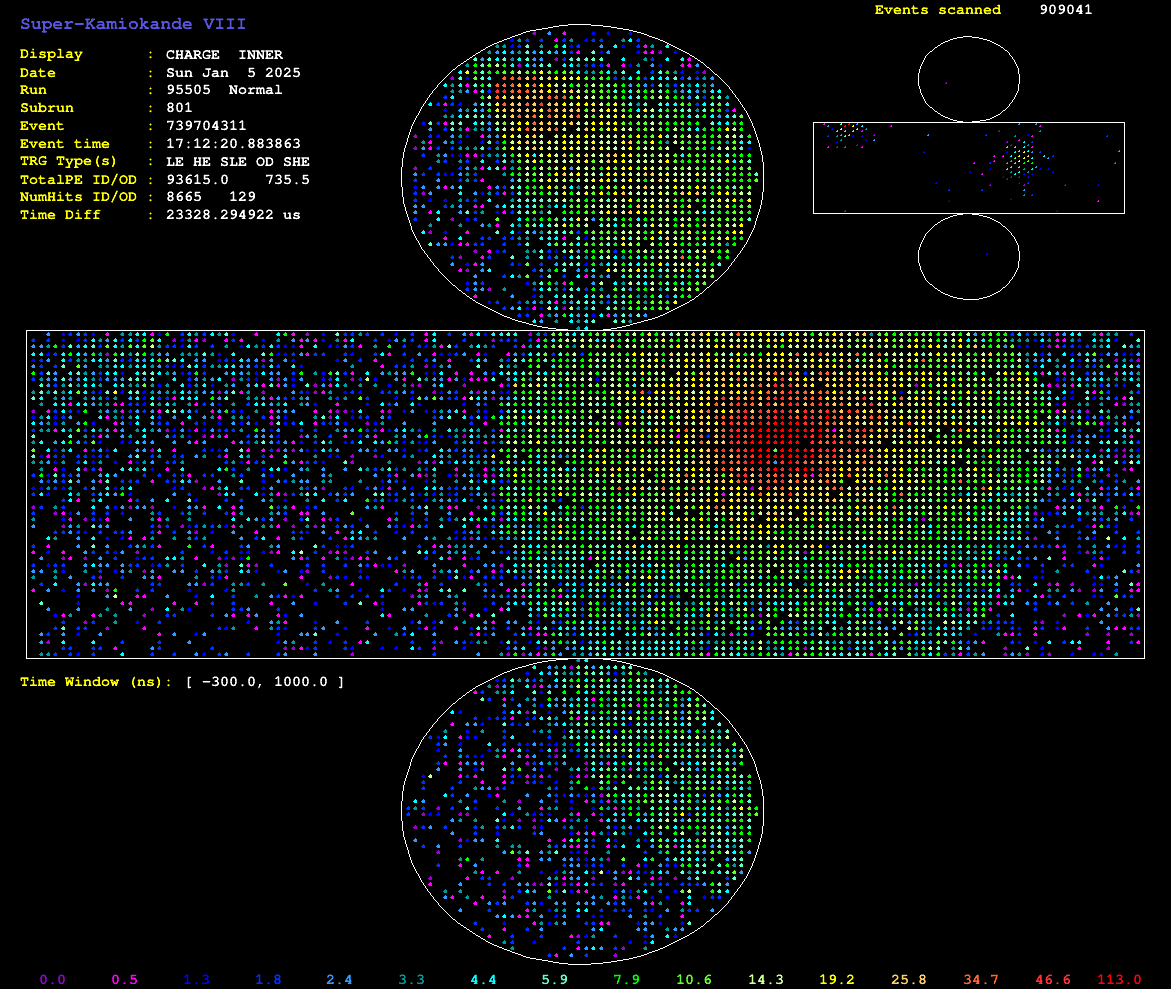 Super-Kamiokande VIII
Events scanned 909041
Display : CHARGE INNER
Date : Sun Jan 5 2025
Run : 95505 Normal
Subrun : 801
Event : 739704311
Event time : 17:12:20.883863
TRG Type(s) : LE HE SLE OD SHE
TotalPE ID/OD : 93615.0 735.5
NumHits ID/OD : 8665 129
Time Diff : 23328.294922 us
Time Window (ns): [ −300.0, 1000.0 ]
0.0 0.5 1.3 1.8 2.4 3.3 4.4 5.9 7.9 10.6 14.3 19.2 25.8 34.7 46.6 113.0